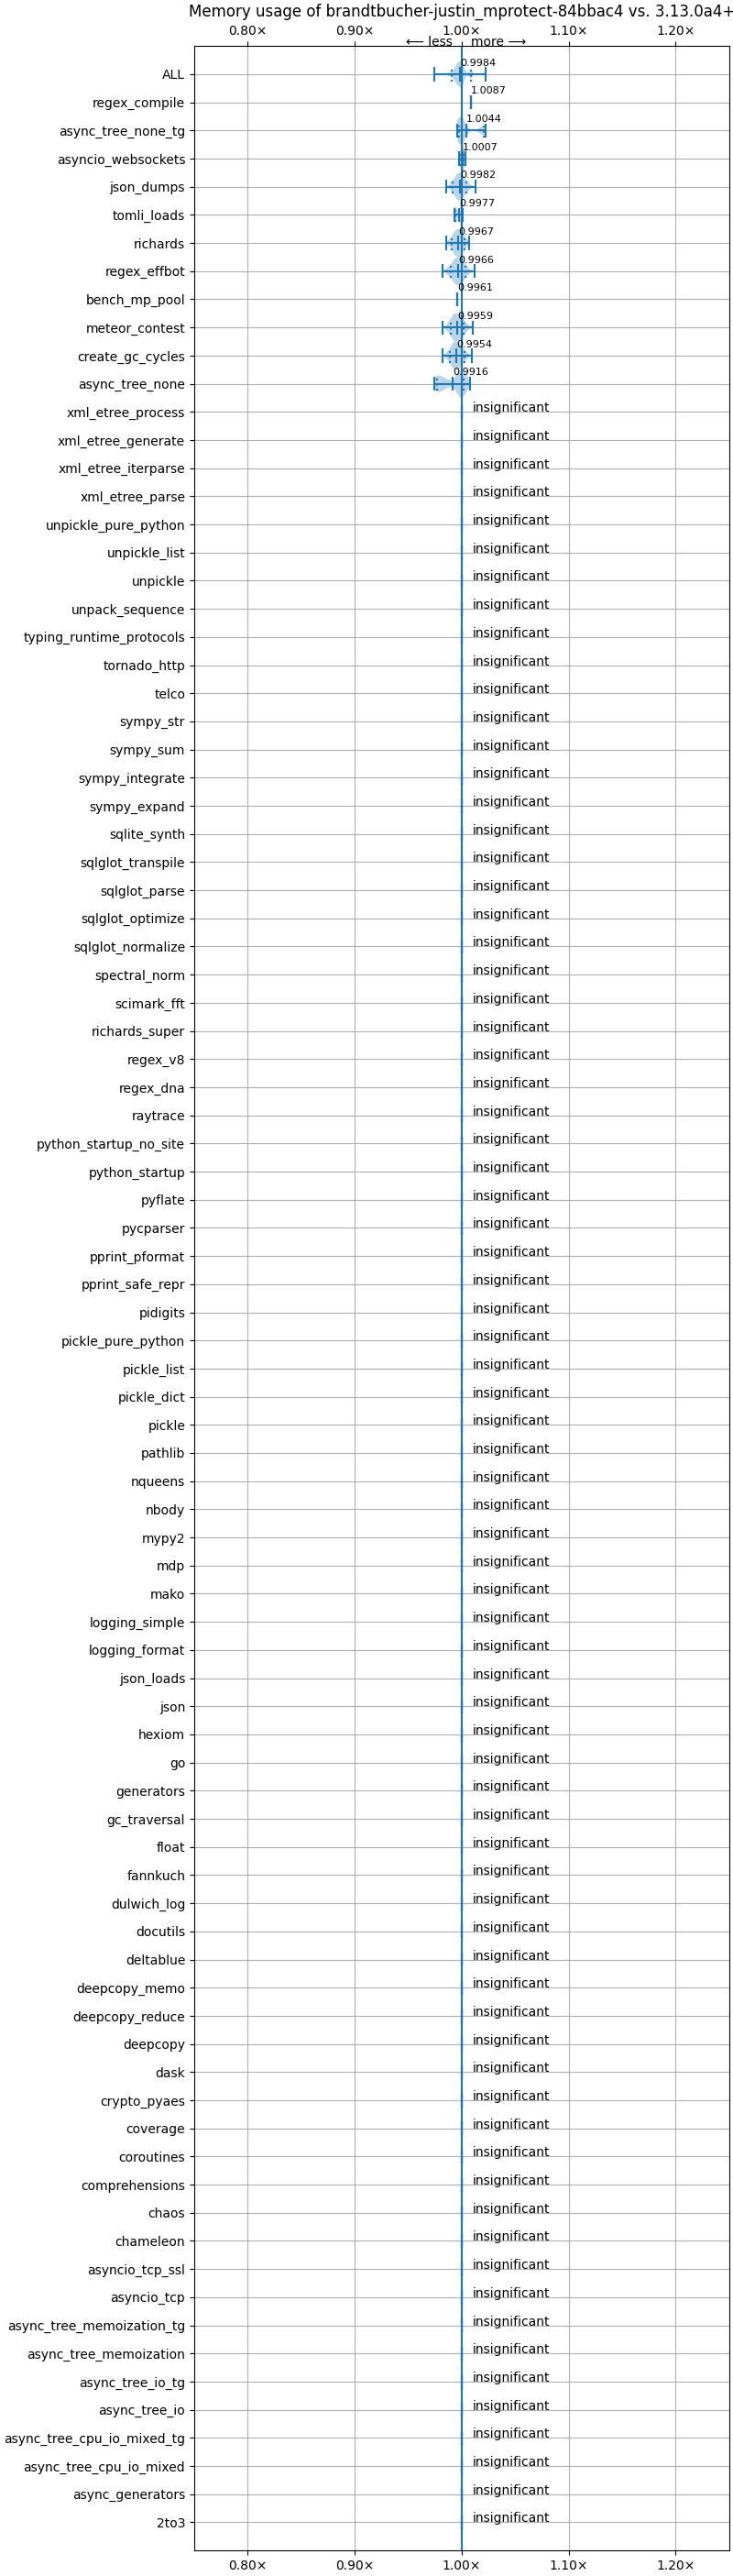 Memory usage of brandtbucher-justin_mprotect-84bbac4 vs. 3.13.0a4+
0.80× 0.90× 1.00× 1.10× 1.20×
⟵ less more ⟶
ALL 0.9984
regex_compile 1.0087
async_tree_none_tg 1.0044
asyncio_websockets 1.0007
json_dumps 0.9982
tomli_loads 0.9977
richards 0.9967
regex_effbot 0.9966
bench_mp_pool 0.9961
meteor_contest 0.9959
create_gc_cycles 0.9954
async_tree_none 0.9916
xml_etree_process insignificant
xml_etree_generate insignificant
xml_etree_iterparse insignificant
xml_etree_parse insignificant
unpickle_pure_python insignificant
unpickle_list insignificant
unpickle insignificant
unpack_sequence insignificant
typing_runtime_protocols insignificant
tornado_http insignificant
telco insignificant
sympy_str insignificant
sympy_sum insignificant
sympy_integrate insignificant
sympy_expand insignificant
sqlite_synth insignificant
sqlglot_transpile insignificant
sqlglot_parse insignificant
sqlglot_optimize insignificant
sqlglot_normalize insignificant
spectral_norm insignificant
scimark_fft insignificant
richards_super insignificant
regex_v8 insignificant
regex_dna insignificant
raytrace insignificant
python_startup_no_site insignificant
python_startup insignificant
pyflate insignificant
pycparser insignificant
pprint_pformat insignificant
pprint_safe_repr insignificant
pidigits insignificant
pickle_pure_python insignificant
pickle_list insignificant
pickle_dict insignificant
pickle insignificant
pathlib insignificant
nqueens insignificant
nbody insignificant
mypy2 insignificant
mdp insignificant
mako insignificant
logging_simple insignificant
logging_format insignificant
json_loads insignificant
json insignificant
hexiom insignificant
go insignificant
generators insignificant
gc_traversal insignificant
float insignificant
fannkuch insignificant
dulwich_log insignificant
docutils insignificant
deltablue insignificant
deepcopy_memo insignificant
deepcopy_reduce insignificant
deepcopy insignificant
dask insignificant
crypto_pyaes insignificant
coverage insignificant
coroutines insignificant
comprehensions insignificant
chaos insignificant
chameleon insignificant
asyncio_tcp_ssl insignificant
asyncio_tcp insignificant
async_tree_memoization_tg insignificant
async_tree_memoization insignificant
async_tree_io_tg insignificant
async_tree_io insignificant
async_tree_cpu_io_mixed_tg insignificant
async_tree_cpu_io_mixed insignificant
async_generators insignificant
2to3 insignificant
0.80× 0.90× 1.00× 1.10× 1.20×